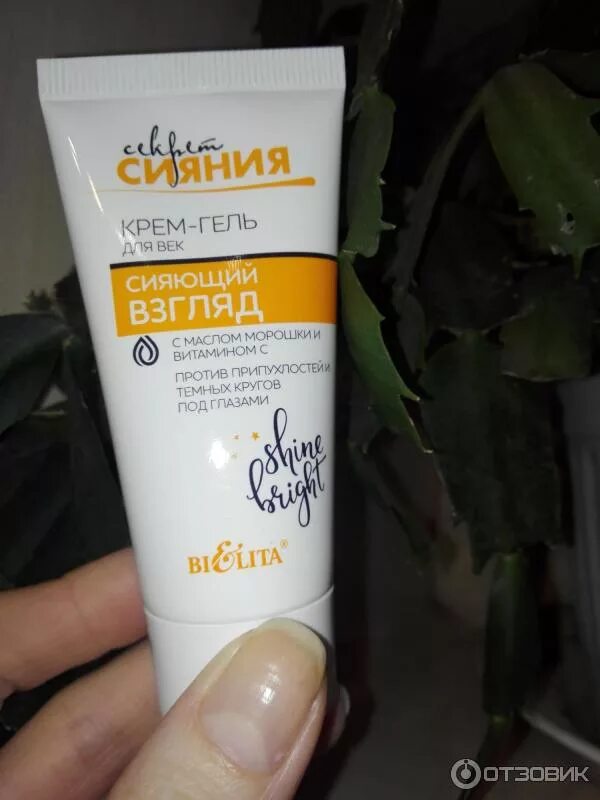 секрет
СИЯНИЯ
КРЕМ-ГЕЛЬ
ДЛЯ ВЕК
СИЯЮЩИЙ
ВЗГЛЯД
С МАСЛОМ МОРОШКИ И
ВИТАМИНОМ С
ПРОТИВ ПРИПУХЛОСТЕЙ И
ТЕМНЫХ КРУГОВ
ПОД ГЛАЗАМИ
shine
bright
BIELITA®
ОТЗОВИК